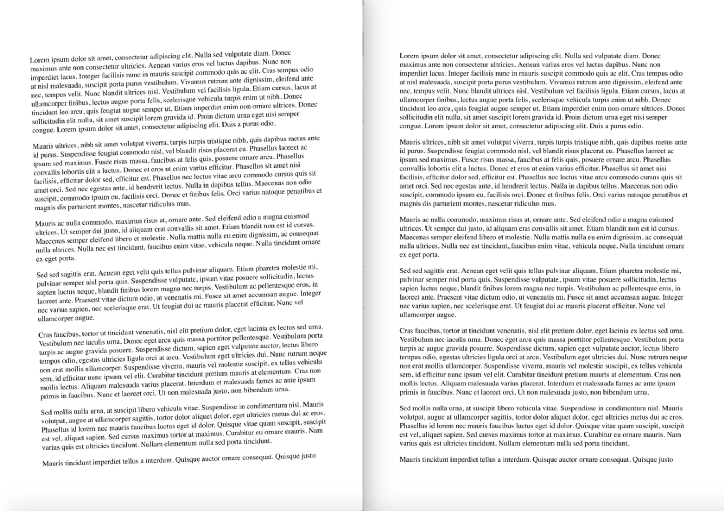 Lorem ipsum dolor sit amet, consectetur adipiscing elit. Nulla sed vulputate diam. Donec
maximus ante non consectetur ultricies. Aenean varius eros vel luctus dapibus. Nunc non
imperdiet lacus. Integer facilisis nunc in mauris suscipit commodo quis ac elit. Cras tempus odio
at nisl malesuada, suscipit porta purus vestibulum. Vivamus rutrum ante dignissim, eleifend ante
nec, tempus velit. Nunc blandit ultrices nisl. Vestibulum vel facilisis ligula. Etiam cursus, lacus at
ullamcorper finibus, lectus augue porta felis, scelerisque vehicula turpis enim ut nibh. Donec
tincidunt leo arcu, quis feugiat augue semper ut. Etiam imperdiet non ornare ultrices. Donec
sollicitudin elit vel nulla, sit amet suscipit lorem gravida id. Proin dictum urna eget nisi semper
congue. Lorem ipsum dolor sit amet, consectetur adipiscing elit. Duis a purus odio.
Mauris ultricies, nibh sit amet volutpat viverra, turpis turpis tristique nibh, quis dapibus metus ante
id purus. Suspendisse feugiat commodo nisl, vel blandit risus placerat eu. Phasellus laoreet ac
ipsum sed maximus. Fusce risus massa, faucibus at felis quis, posuere ornare arcu. Phasellus
convallis lobortis elit a luctus. Donec et eros et enim varius efficitur. Phasellus sit amet nisi
facilisis, efficitur dolor sed, efficitur est. Phasellus nec lectus vitae arcu commodo cursus quis sit
amet orci. Sed nec egestas ante, id hendrerit lectus. Nulla in dapibus tellus. Maecenas non odio
suscipit, commodo ipsum eu, facilisis orci. Donec et finibus felis. Orci varius natoque penatibus et
magnis dis parturient montes, nascetur ridiculus mus.
Mauris ac nulla commodo, maximus risus at, ornare ante. Sed eleifend odio a magna euismod
ultrices. Ut semper dui justo, id aliquam erat convallis sit amet. Etiam blandit non est id cursus.
Maecenas semper eleifend libero et molestie. Nulla mattis nulla eu enim dignissim, ac consequat
nulla ultrices. Nulla nec est tincidunt, faucibus enim vitae, vehicula neque. Nulla tincidunt ornare
ex eget porta.
Sed sed sagittis erat. Aenean eget velit quis tellus pulvinar aliquam. Etiam pharetra molestie mi,
pulvinar semper nisl porta quis. Suspendisse vulputate, ipsum vitae posuere sollicitudin, lectus
sapien luctus neque, blandit finibus lorem magna nec turpis. Vestibulum ac pellentesque eros, in
laoreet ante. Praesent vitae dictum odio, ut venenatis mi. Fusce sit amet accumsan augue. Integer
nec varius sapien, nec scelerisque erat. Ut feugiat dui ac mauris placerat efficitur. Nunc vel
ullamcorper augue.
Cras faucibus, tortor ut tincidunt venenatis, nisl elit pretium dolor, eget lacinia ex lectus sed urna.
Vestibulum nec iaculis urna. Donec eget arcu quis massa porttitor pellentesque. Vestibulum porta
turpis ac augue gravida posuere. Suspendisse dictum, sapien eget vulputate auctor, lectus libero
tempus odio, egestas ultricies ligula orci at arcu. Vestibulum eget ultricies dui. Nunc rutrum neque
non erat mollis ullamcorper. Suspendisse viverra, mauris vel molestie suscipit, ex tellus vehicula
sem, id efficitur nunc ipsum vel elit. Curabitur tincidunt pretium mauris at elementum. Cras non
mollis lectus. Aliquam malesuada varius placerat. Interdum et malesuada fames ac ante ipsum
primis in faucibus. Nunc et laoreet orci. Ut non malesuada justo, non bibendum urna.
Sed mollis nulla urna, at suscipit libero vehicula vitae. Suspendisse in condimentum nisl. Mauris
volutpat, augue at ullamcorper sagittis, tortor dolor aliquet dolor, eget ultricies metus dui ac eros.
Phasellus id lorem nec mauris faucibus luctus eget id dolor. Quisque vitae quam suscipit, suscipit
est vel, aliquet sapien. Sed cursus maximus tortor at maximus. Curabitur eu ornare mauris. Nam
varius quis est ultricies tincidunt. Nullam elementum nulla sed porta tincidunt.
Mauris tincidunt imperdiet tellus a interdum. Quisque auctor ornare consequat. Quisque justo
Lorem ipsum dolor sit amet, consectetur adipiscing elit. Nulla sed vulputate diam. Donec
maximus ante non consectetur ultricies. Aenean varius eros vel luctus dapibus. Nunc non
imperdiet lacus. Integer facilisis nunc in mauris suscipit commodo quis ac elit. Cras tempus odio
at nisl malesuada, suscipit porta purus vestibulum. Vivamus rutrum ante dignissim, eleifend ante
nec, tempus velit. Nunc blandit ultrices nisl. Vestibulum vel facilisis ligula. Etiam cursus, lacus at
ullamcorper finibus, lectus augue porta felis, scelerisque vehicula turpis enim ut nibh. Donec
tincidunt leo arcu, quis feugiat augue semper ut. Etiam imperdiet non ornare ultrices. Donec
sollicitudin elit vel nulla, sit amet suscipit lorem gravida id. Proin dictum urna eget nisi semper
congue. Lorem ipsum dolor sit amet, consectetur adipiscing elit. Duis a purus odio.
Mauris ultricies, nibh sit amet volutpat viverra, turpis turpis tristique nibh, quis dapibus metus ante
id purus. Suspendisse feugiat commodo nisl, vel blandit risus placerat eu. Phasellus laoreet ac
ipsum sed maximus. Fusce risus massa, faucibus at felis quis, posuere ornare arcu. Phasellus
convallis lobortis elit a luctus. Donec et eros et enim varius efficitur. Phasellus sit amet nisi
facilisis, efficitur dolor sed, efficitur est. Phasellus nec lectus vitae arcu commodo cursus quis sit
amet orci. Sed nec egestas ante, id hendrerit lectus. Nulla in dapibus tellus. Maecenas non odio
suscipit, commodo ipsum eu, facilisis orci. Donec et finibus felis. Orci varius natoque penatibus et
magnis dis parturient montes, nascetur ridiculus mus.
Mauris ac nulla commodo, maximus risus at, ornare ante. Sed eleifend odio a magna euismod
ultrices. Ut semper dui justo, id aliquam erat convallis sit amet. Etiam blandit non est id cursus.
Maecenas semper eleifend libero et molestie. Nulla mattis nulla eu enim dignissim, ac consequat
nulla ultrices. Nulla nec est tincidunt, faucibus enim vitae, vehicula neque. Nulla tincidunt ornare
ex eget porta.
Sed sed sagittis erat. Aenean eget velit quis tellus pulvinar aliquam. Etiam pharetra molestie mi,
pulvinar semper nisl porta quis. Suspendisse vulputate, ipsum vitae posuere sollicitudin, lectus
sapien luctus neque, blandit finibus lorem magna nec turpis. Vestibulum ac pellentesque eros, in
laoreet ante. Praesent vitae dictum odio, ut venenatis mi. Fusce sit amet accumsan augue. Integer
nec varius sapien, nec scelerisque erat. Ut feugiat dui ac mauris placerat efficitur. Nunc vel
ullamcorper augue.
Cras faucibus, tortor ut tincidunt venenatis, nisl elit pretium dolor, eget lacinia ex lectus sed urna.
Vestibulum nec iaculis urna. Donec eget arcu quis massa porttitor pellentesque. Vestibulum porta
turpis ac augue gravida posuere. Suspendisse dictum, sapien eget vulputate auctor, lectus libero
tempus odio, egestas ultricies ligula orci at arcu. Vestibulum eget ultricies dui. Nunc rutrum neque
non erat mollis ullamcorper. Suspendisse viverra, mauris vel molestie suscipit, ex tellus vehicula
sem, id efficitur nunc ipsum vel elit. Curabitur tincidunt pretium mauris at elementum. Cras non
mollis lectus. Aliquam malesuada varius placerat. Interdum et malesuada fames ac ante ipsum
primis in faucibus. Nunc et laoreet orci. Ut non malesuada justo, non bibendum urna.
Sed mollis nulla urna, at suscipit libero vehicula vitae. Suspendisse in condimentum nisl. Mauris
volutpat, augue at ullamcorper sagittis, tortor dolor aliquet dolor, eget ultricies metus dui ac eros.
Phasellus id lorem nec mauris faucibus luctus eget id dolor. Quisque vitae quam suscipit, suscipit
est vel, aliquet sapien. Sed cursus maximus tortor at maximus. Curabitur eu ornare mauris. Nam
varius quis est ultricies tincidunt. Nullam elementum nulla sed porta tincidunt.
Mauris tincidunt imperdiet tellus a interdum. Quisque auctor ornare consequat. Quisque justo